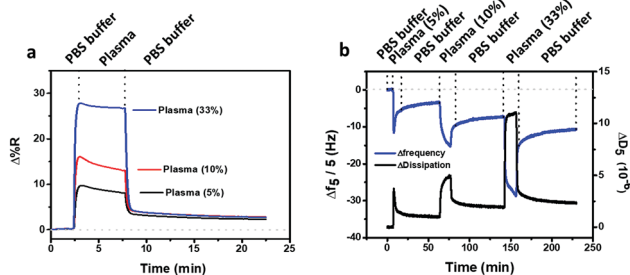 a
PBS buffer
Plasma
PBS buffer
Δ%R
30
20
10
0
Plasma (33%)
Plasma (10%)
Plasma (5%)
0
5
10
15
20
25
Time (min)
b
PBS buffer
Plasma (5%)
PBS buffer
Plasma (10%)
PBS buffer
Plasma (33%)
PBS buffer
Δf5 / 5 (Hz)
10
0
-10
-20
-30
-40
Δfrequency
ΔDissipation
15
10
5
0
ΔD5 (10⁻⁶)
0
50
100
150
200
250
Time (min)